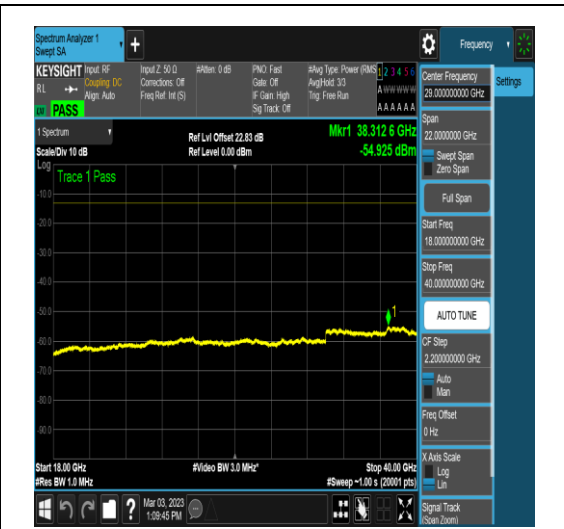 Spectrum Analyzer 1
Swept SA
+
Frequency
KEYSIGHT
RL
PASS
Input: RF
Coupling: DC
Align: Auto
Input Z: 50 Ω
Corrections: Off
Freq Ref: Int (S)
#Atten: 0 dB
PNO: Fast
Gate: Off
IF Gain: High
Sig Track: Off
#Avg Type: Power (RMS
Avg|Hold: 3/3
Trig: Free Run
1 2 3 4 5 6
A W W W W W
A A A A A A
1 Spectrum
Scale/Div 10 dB
Ref Lvl Offset 22.83 dB
Ref Level 0.00 dBm
Mkr1 38.312 6 GHz
-54.925 dBm
Log
Trace 1 Pass
-10.0
-20.0
-30.0
-40.0
-50.0
-60.0
-70.0
-80.0
-90.0
1
Start 18.00 GHz
#Res BW 1.0 MHz
#Video BW 3.0 MHz*
Stop 40.00 GHz
#Sweep ~1.00 s (20001 pts)
?
Mar 03, 2023
1:09:45 PM
Center Frequency
29.000000000 GHz
Settings
Span
22.0000000 GHz
Swept Span
Zero Span
Full Span
Start Freq
18.000000000 GHz
Stop Freq
40.000000000 GHz
AUTO TUNE
CF Step
2.200000000 GHz
Auto
Man
Freq Offset
0 Hz
X Axis Scale
Log
Lin
Signal Track
(Span Zoom)